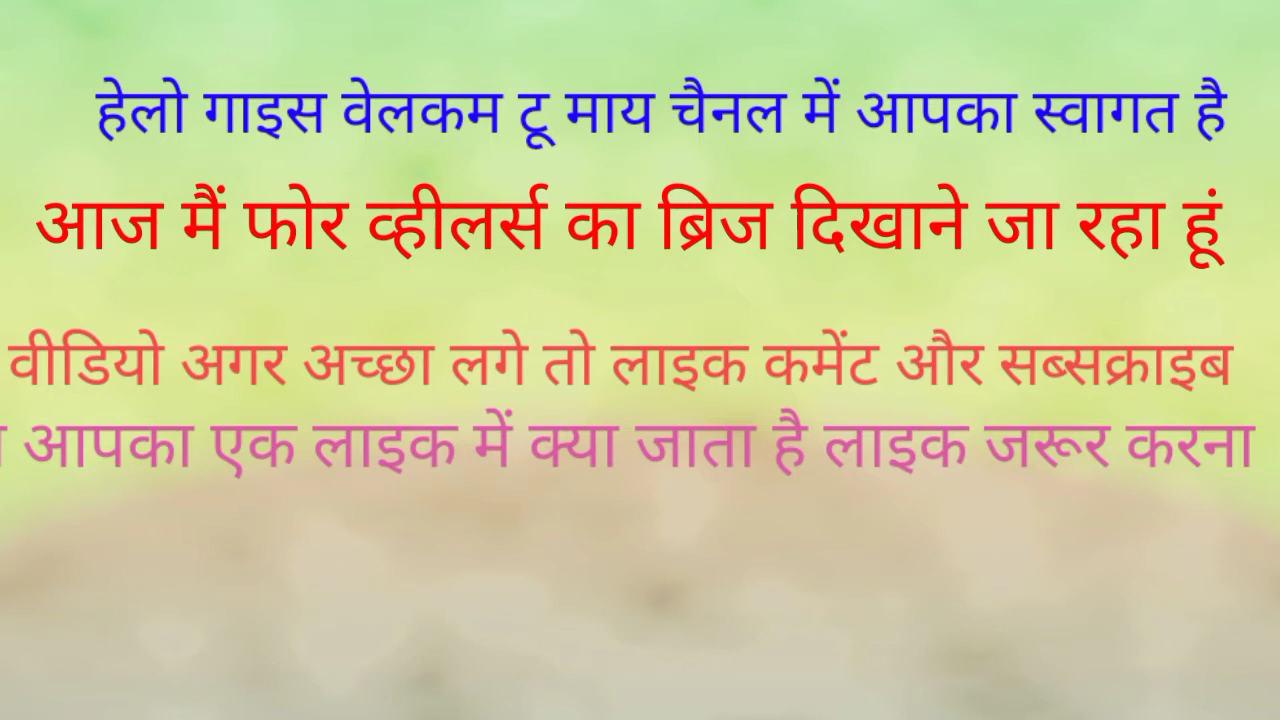 हेलो गाइस वेलकम टू माय चैनल में आपका स्वागत है
आज मैं फोर व्हीलर्स का ब्रिज दिखाने जा रहा हूं
वीडियो अगर अच्छा लगे तो लाइक कमेंट और सब्सक्राइब
आपका एक लाइक में क्या जाता है लाइक जरूर करना